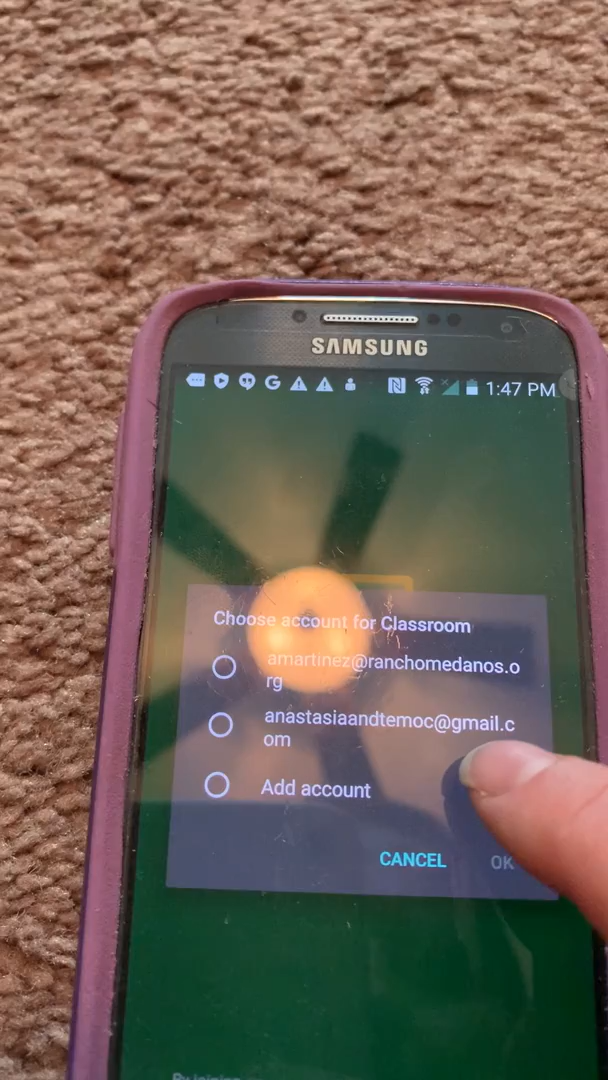 SAMSUNG
1:47 PM
Choose account for Classroom
amartinez@ranchomedanos.o
rg
anastasiaandtemoc@gmail.c
om
Add account
CANCEL OK